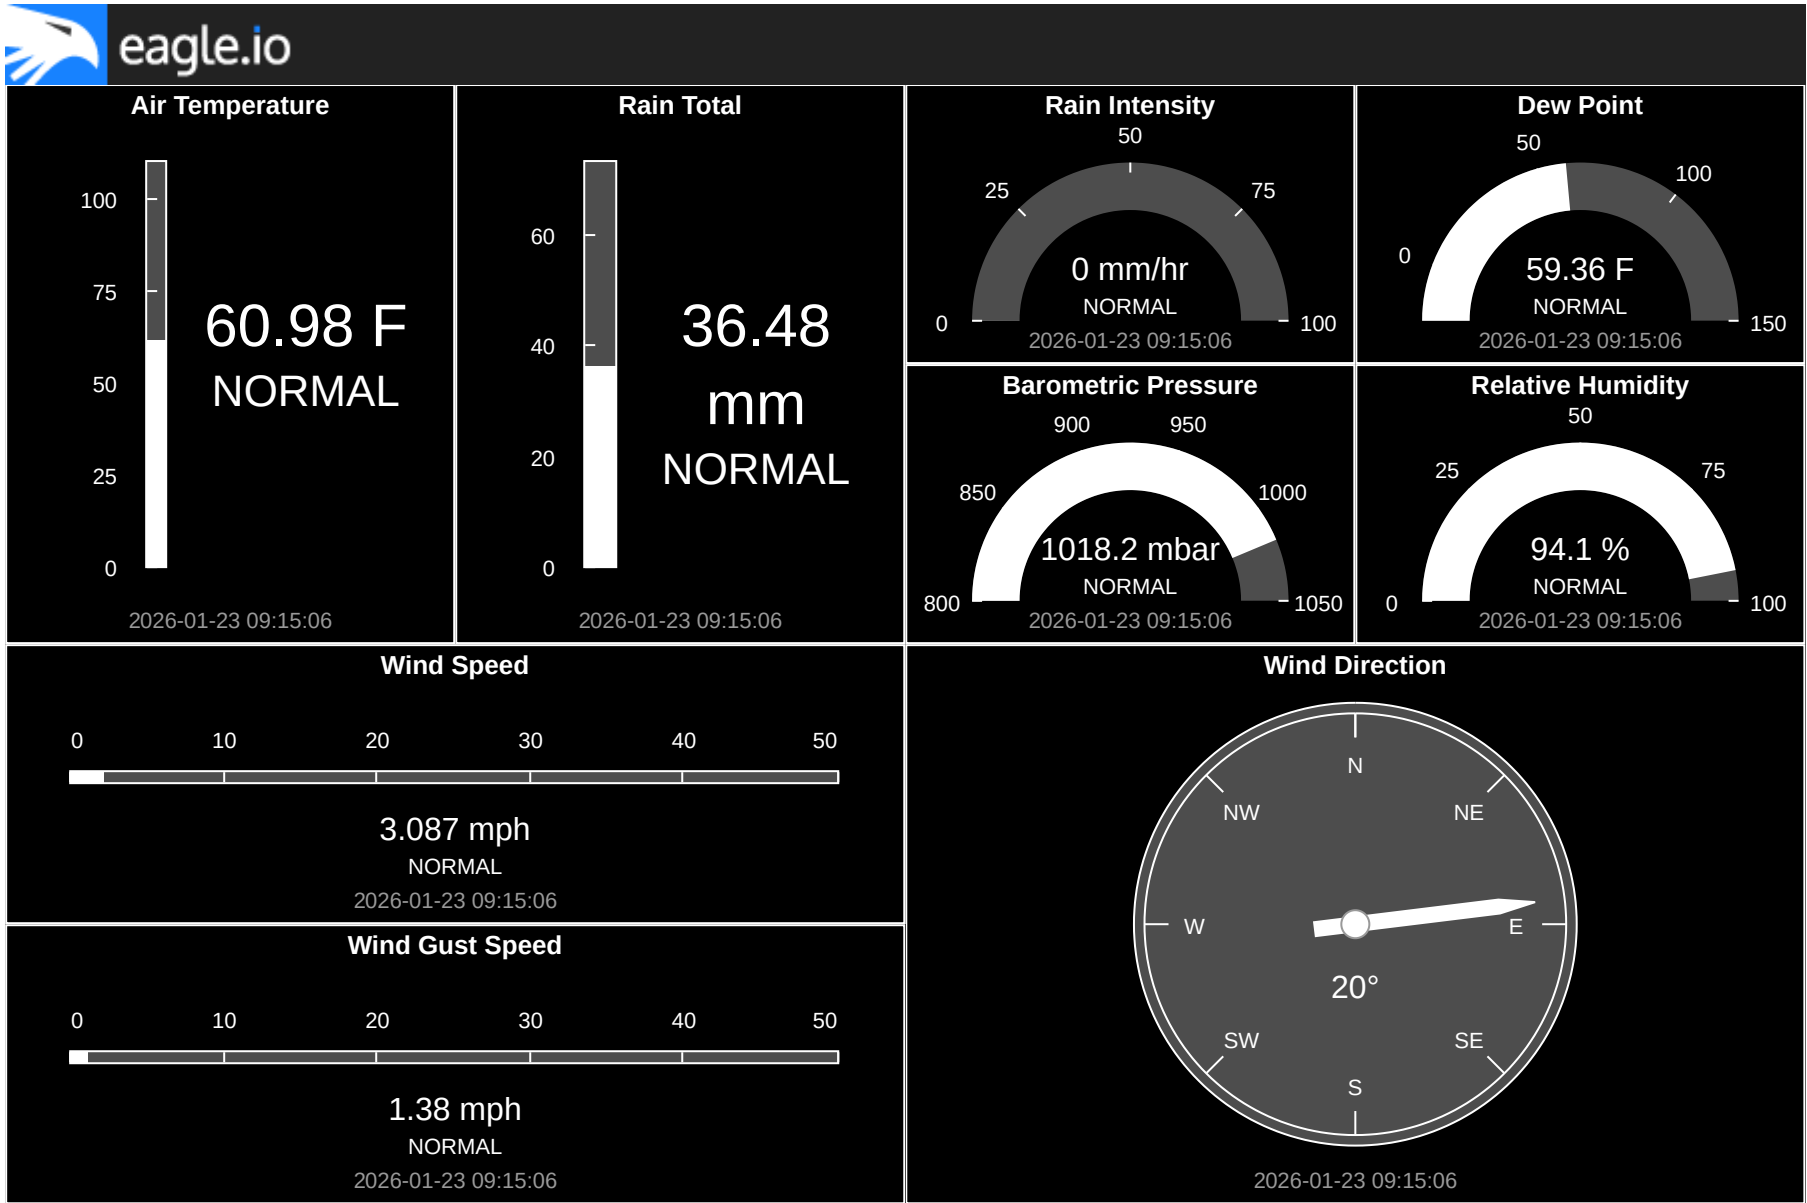 eagle.io
Air Temperature
100
75
50
25
0
60.98 F
NORMAL
2026-01-23 09:15:06
Rain Total
60
40
20
0
36.48
mm
NORMAL
2026-01-23 09:15:06
Rain Intensity
50
25
75
0
100
0 mm/hr
NORMAL
2026-01-23 09:15:06
Dew Point
50
100
0
150
59.36 F
NORMAL
2026-01-23 09:15:06
Barometric Pressure
900
950
850
1000
800
1050
1018.2 mbar
NORMAL
2026-01-23 09:15:06
Relative Humidity
50
25
75
0
100
94.1 %
NORMAL
2026-01-23 09:15:06
Wind Speed
0 10 20 30 40 50
3.087 mph
NORMAL
2026-01-23 09:15:06
Wind Gust Speed
0 10 20 30 40 50
1.38 mph
NORMAL
2026-01-23 09:15:06
Wind Direction
N
NW
NE
W
E
20°
SW
SE
S
2026-01-23 09:15:06